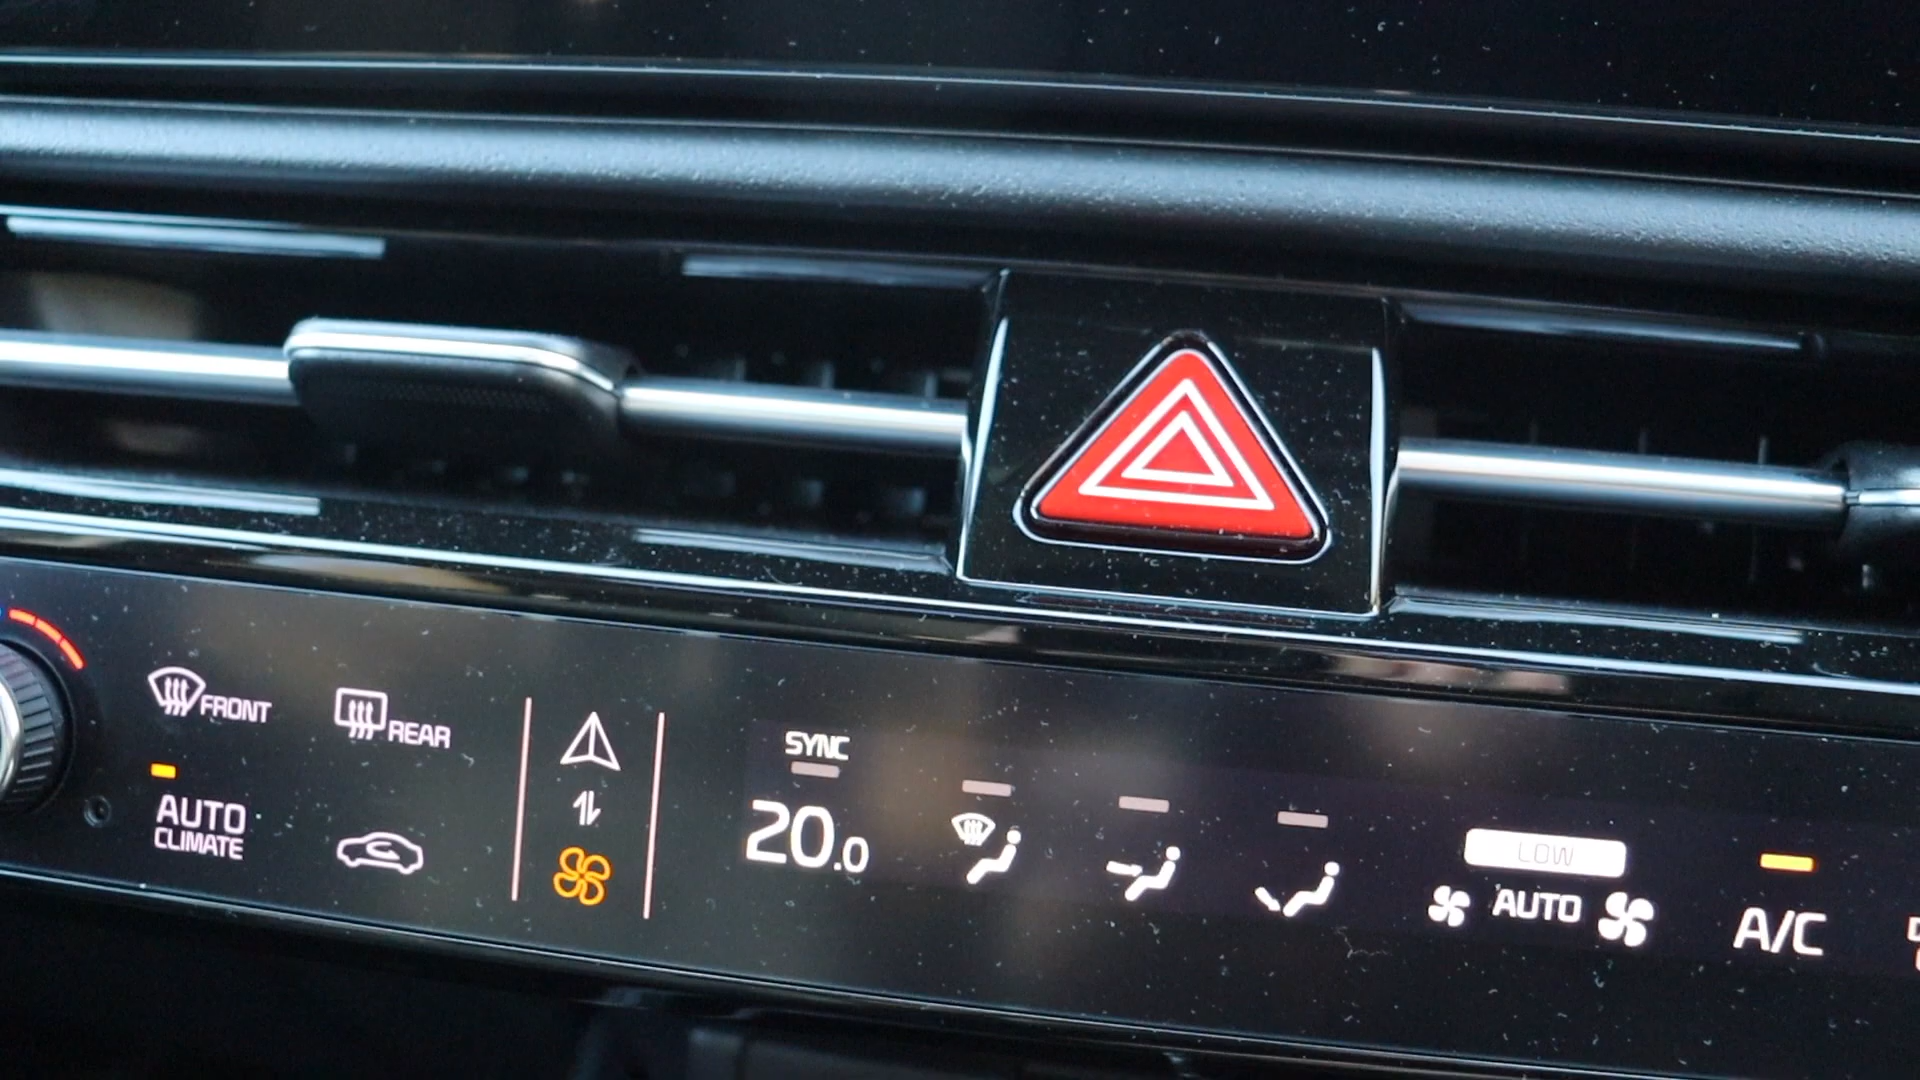 FRONT
REAR
AUTO
CLIMATE
SYNC
20.0
LOW
AUTO
A/C